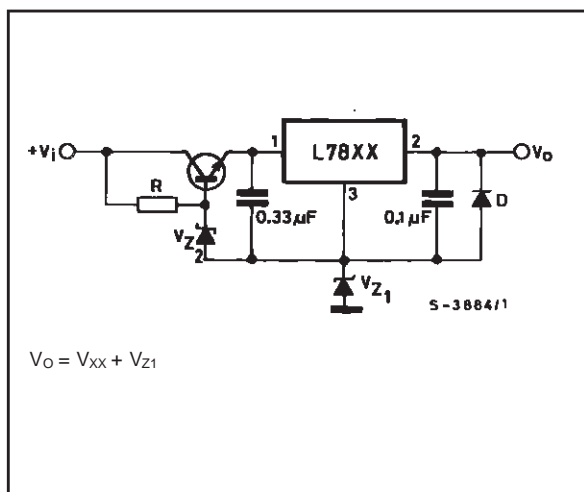 +Vi
1
L78XX
2
Vo
R
3
0.33µF
0.1µF
D
VZ2
VZ1
S-3884/1
VO = VXX + VZ1